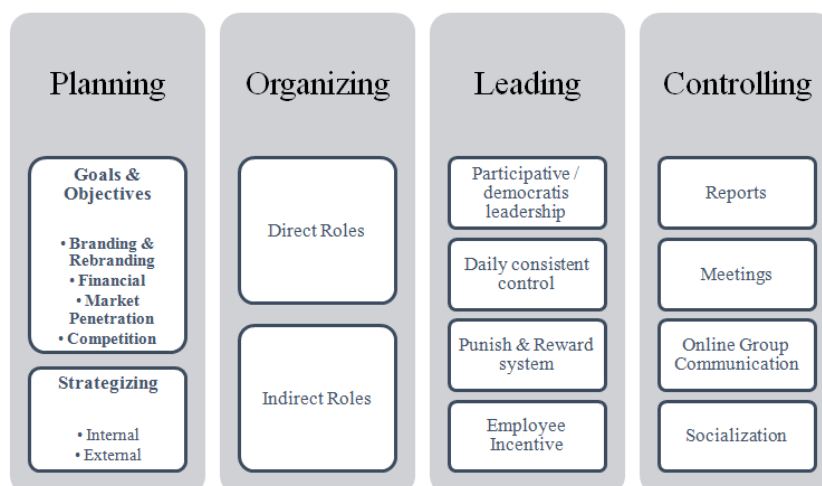 Planning
Goals &
Objectives
• Branding &
Rebranding
• Financial
• Market
Penetration
• Competition
Strategizing
• Internal
• External
Organizing
Direct Roles
Indirect Roles
Leading
Participative /
democratis
leadership
Daily consistent
control
Punish & Reward
system
Employee
Incentive
Controlling
Reports
Meetings
Online Group
Communication
Socialization